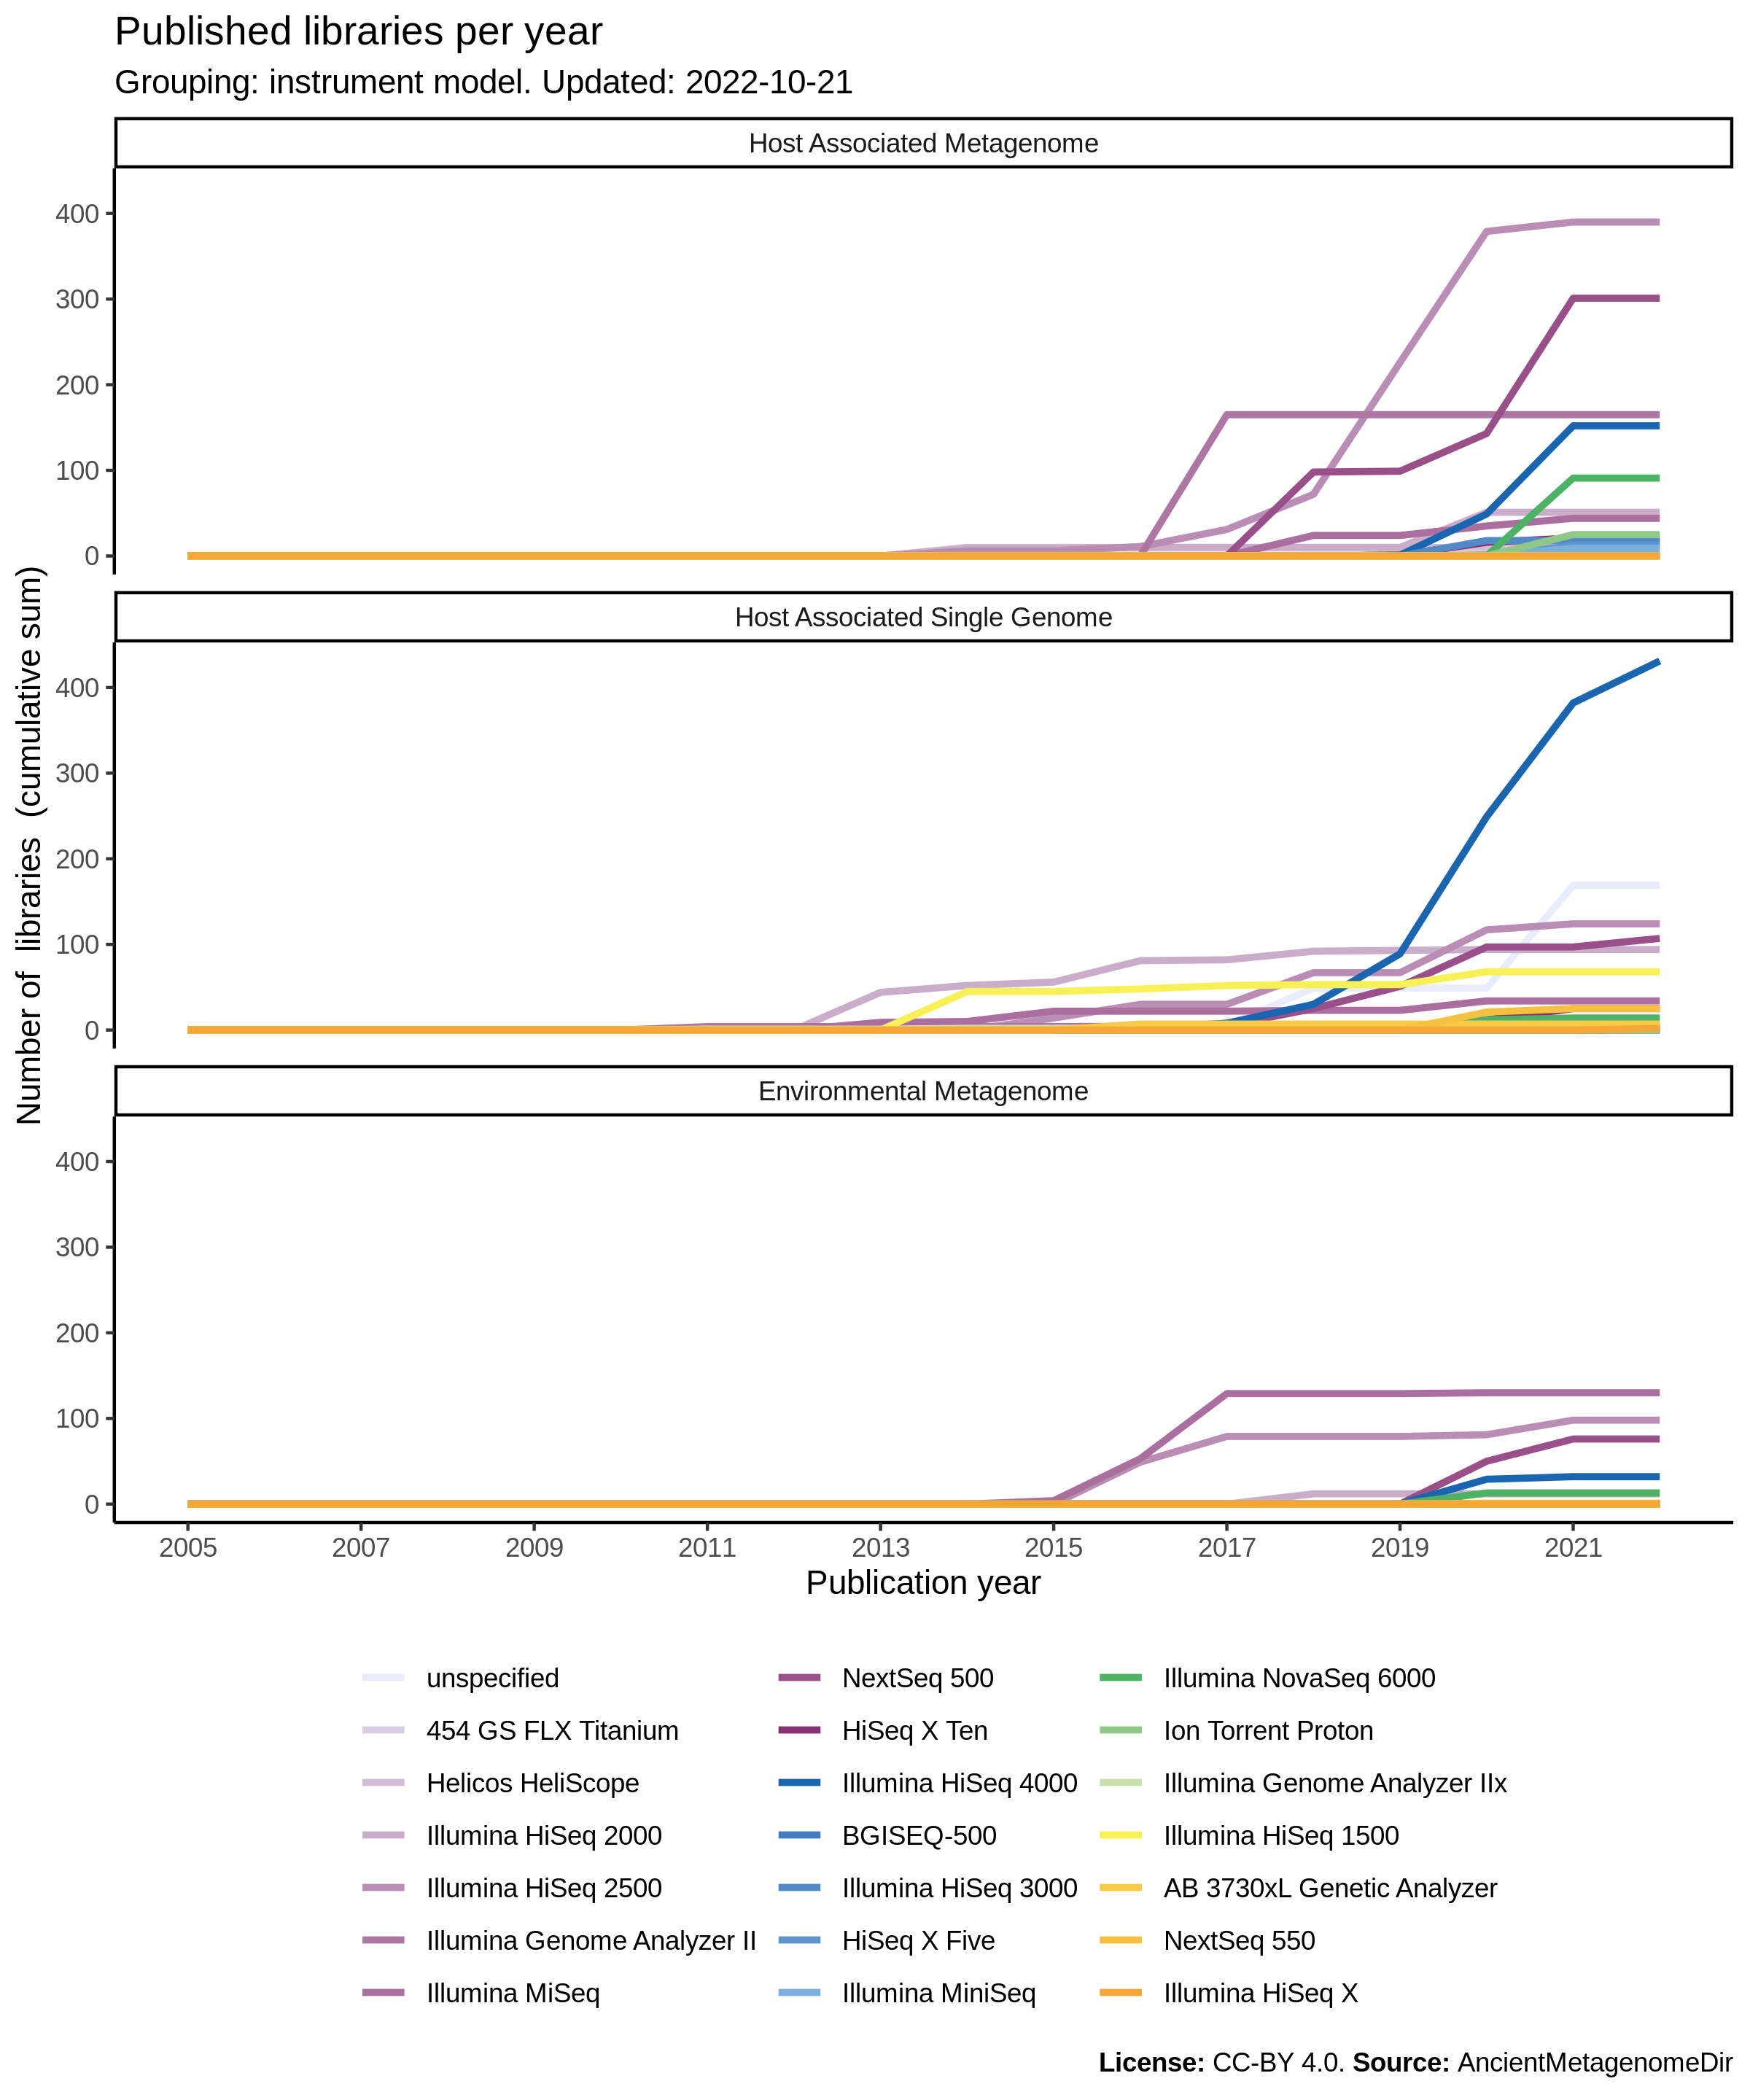 Published libraries per year
Grouping: instrument model. Updated: 2022-10-21
Number of libraries (cumulative sum)
Host Associated Metagenome
400
300
200
100
0
Host Associated Single Genome
400
300
200
100
0
Environmental Metagenome
400
300
200
100
0
2005 2007 2009 2011 2013 2015 2017 2019 2021
Publication year
unspecified
454 GS FLX Titanium
Helicos HeliScope
Illumina HiSeq 2000
Illumina HiSeq 2500
Illumina Genome Analyzer II
Illumina MiSeq
NextSeq 500
HiSeq X Ten
Illumina HiSeq 4000
BGISEQ-500
Illumina HiSeq 3000
HiSeq X Five
Illumina MiniSeq
Illumina NovaSeq 6000
Ion Torrent Proton
Illumina Genome Analyzer IIx
Illumina HiSeq 1500
AB 3730xL Genetic Analyzer
NextSeq 550
Illumina HiSeq X
License: CC-BY 4.0. Source: AncientMetagenomeDir